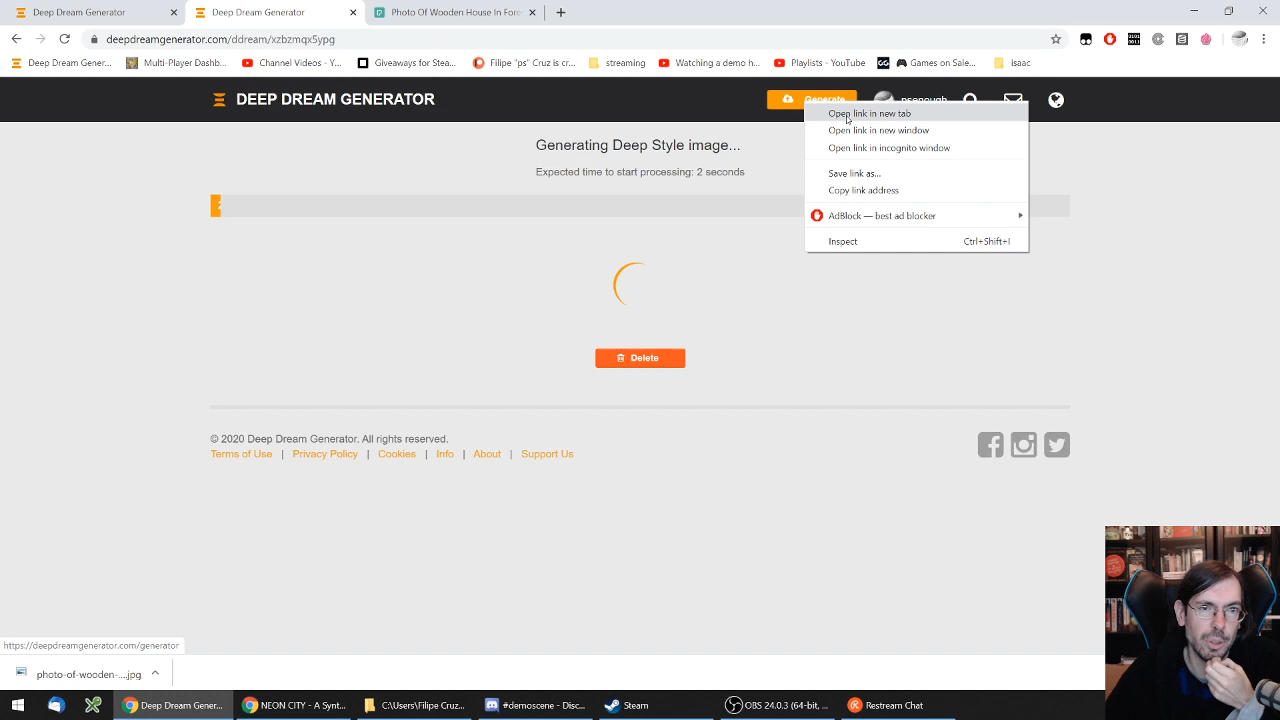 Deep Dream Generator
Deep Dream Generator
Photo Of Wooden House In Fore
deepdreamgenerator.com/ddream/xzbzmqx5ypg
Deep Dream Gener...
Multi-Player Dashb...
Channel Videos - Y...
Giveaways for Stea...
Filipe "ps" Cruz is cr...
streaming
Watching a demo h...
Playlists - YouTube
GG
Games on Sale...
isaac
DEEP DREAM GENERATOR
Generate
psenough
Open link in new tab
Open link in new window
Open link in incognito window
Save link as...
Copy link address
AdBlock — best ad blocker
Inspect
Ctrl+Shift+I
Generating Deep Style image...
Expected time to start processing: 2 seconds
Delete
© 2020 Deep Dream Generator. All rights reserved.
Terms of Use | Privacy Policy | Cookies | Info | About | Support Us
https://deepdreamgenerator.com/generator
photo-of-wooden-....jpg
Deep Dream Gener...
NEON CITY - A Synt...
C:\Users\Filipe Cruz...
#demoscene - Disc...
Steam
OBS 24.0.3 (64-bit, ...
Restream Chat